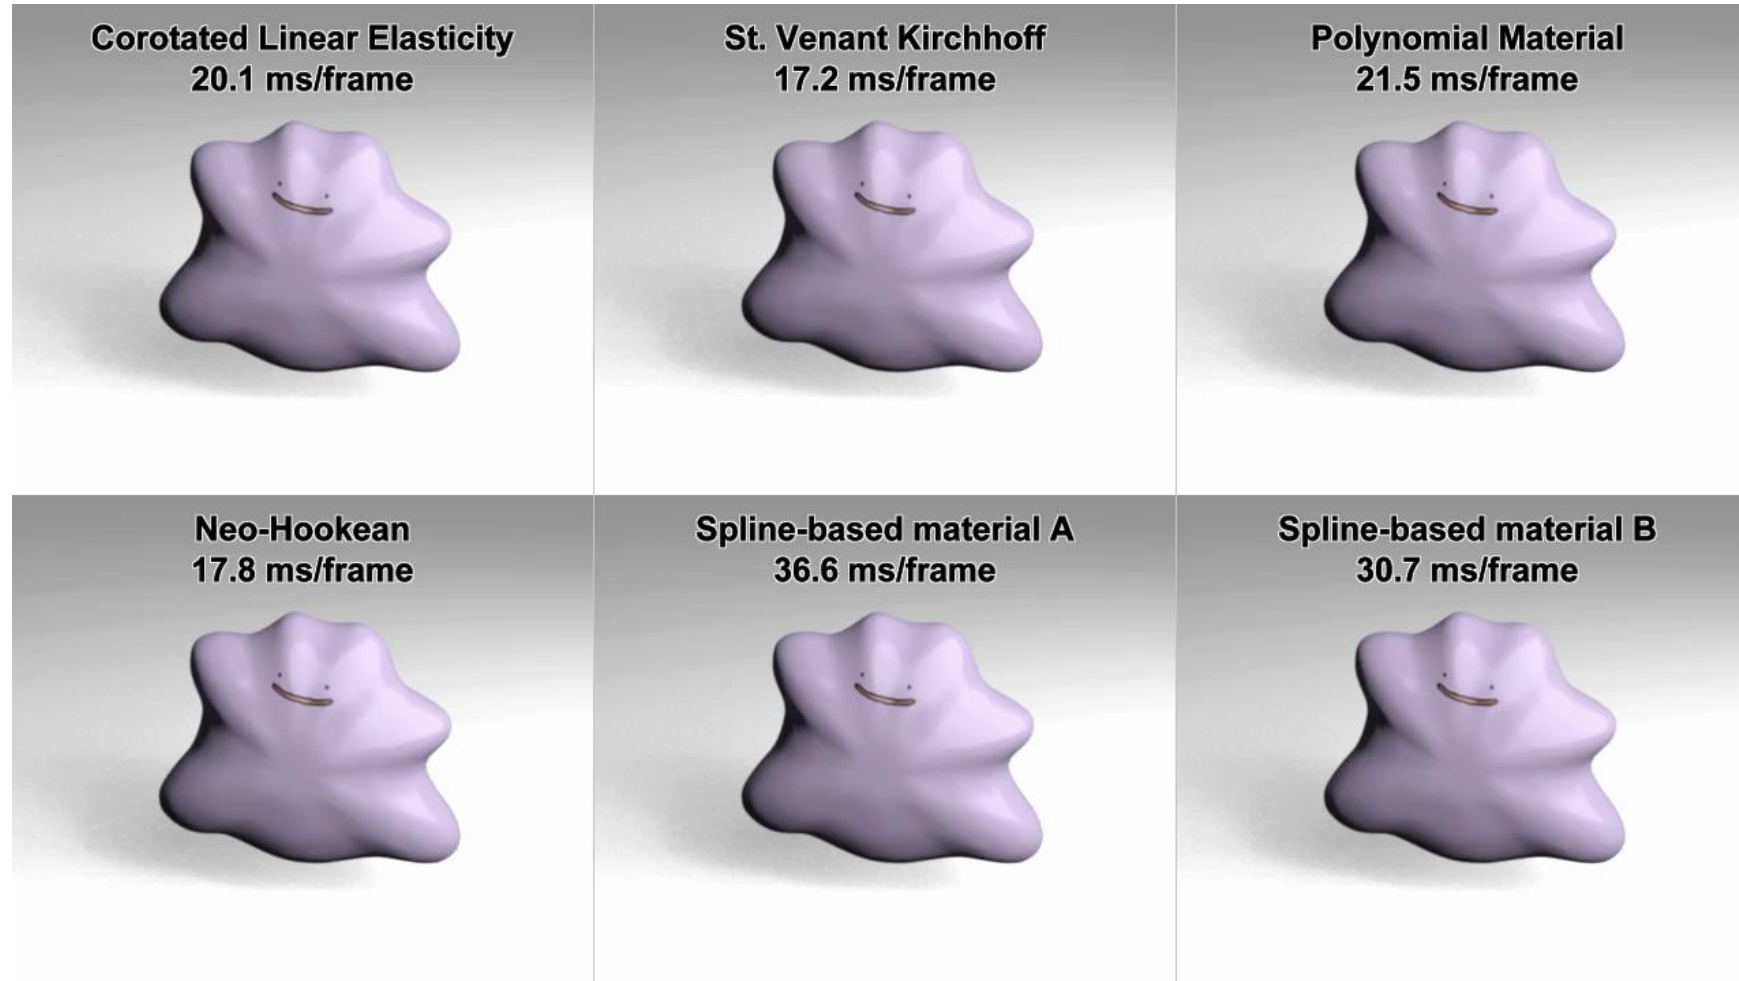 Corotated Linear Elasticity
20.1 ms/frame
St. Venant Kirchhoff
17.2 ms/frame
Polynomial Material
21.5 ms/frame
Neo-Hookean
17.8 ms/frame
Spline-based material A
36.6 ms/frame
Spline-based material B
30.7 ms/frame